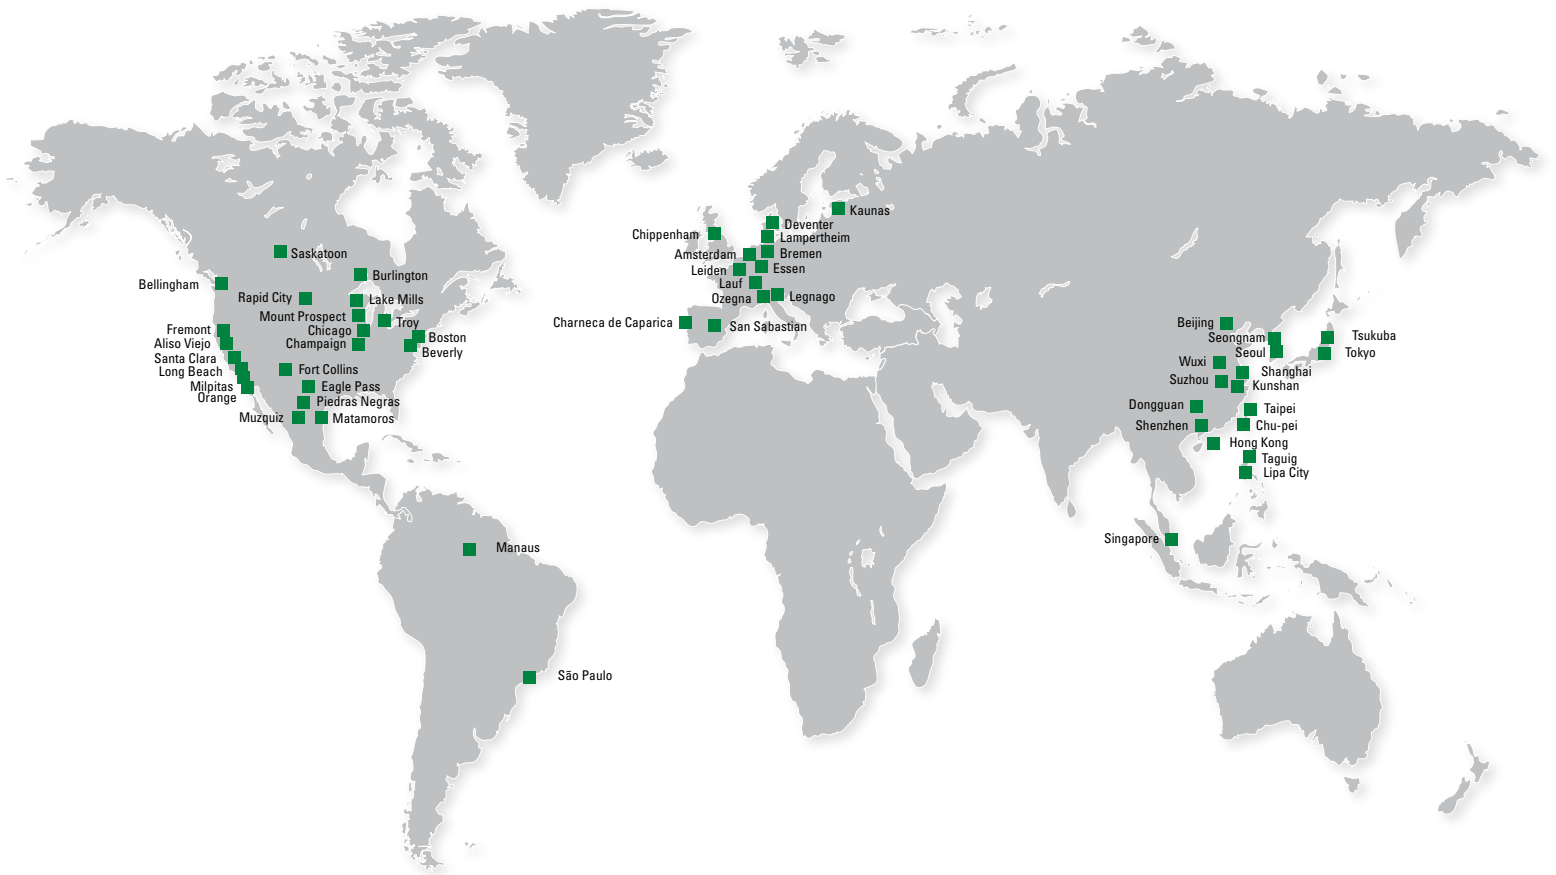 Saskatoon
Burlington
Bellingham
Rapid City
Lake Mills
Mount Prospect
Troy
Fremont
Chicago
Boston
Aliso Viejo
Champaign
Beverly
Santa Clara
Long Beach
Fort Collins
Milpitas
Eagle Pass
Orange
Piedras Negras
Muzquiz
Matamoros
Manaus
São Paulo
Kaunas
Chippenham
Deventer
Lampertheim
Amsterdam
Bremen
Leiden
Essen
Lauf
Ozegna
Legnago
Charneca de Caparica
San Sabastian
Beijing
Seongnam
Tsukuba
Seoul
Tokyo
Wuxi
Shanghai
Suzhou
Kunshan
Dongguan
Taipei
Shenzhen
Chu-pei
Hong Kong
Taguig
Lipa City
Singapore